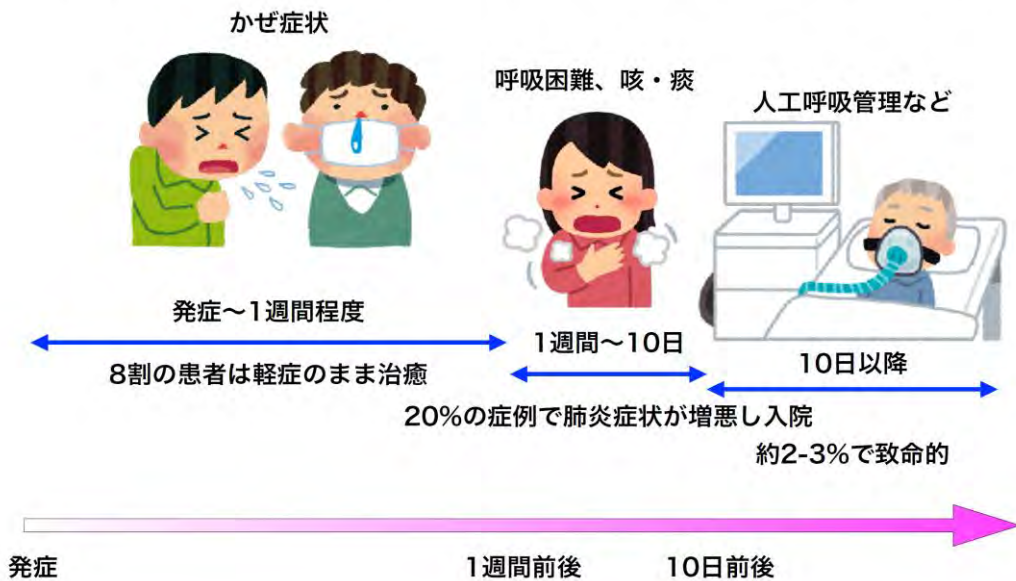 かぜ症状
呼吸困難、咳・痰
人工呼吸管理など
発症～1週間程度
1週間～10日
10日以降
8割の患者は軽症のまま治癒
20%の症例で肺炎症状が増悪し入院
約2-3%で致命的
発症
1週間前後
10日前後